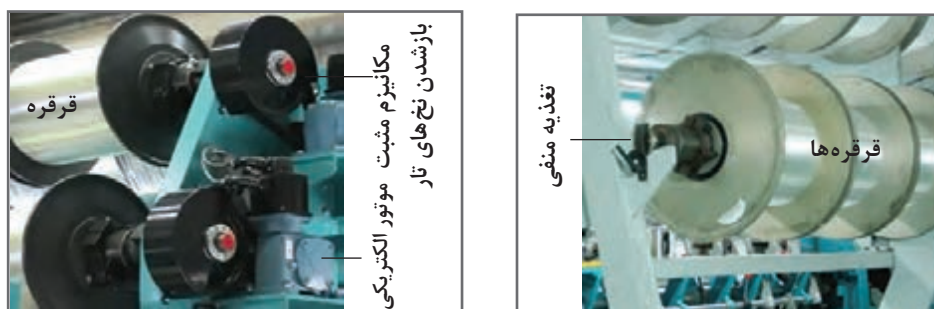 قرقره
موتور الکتریکی
مکانیزم مثبت
بازشدن نخ‌های تار
تغذیه منفی
قرقره‌ها